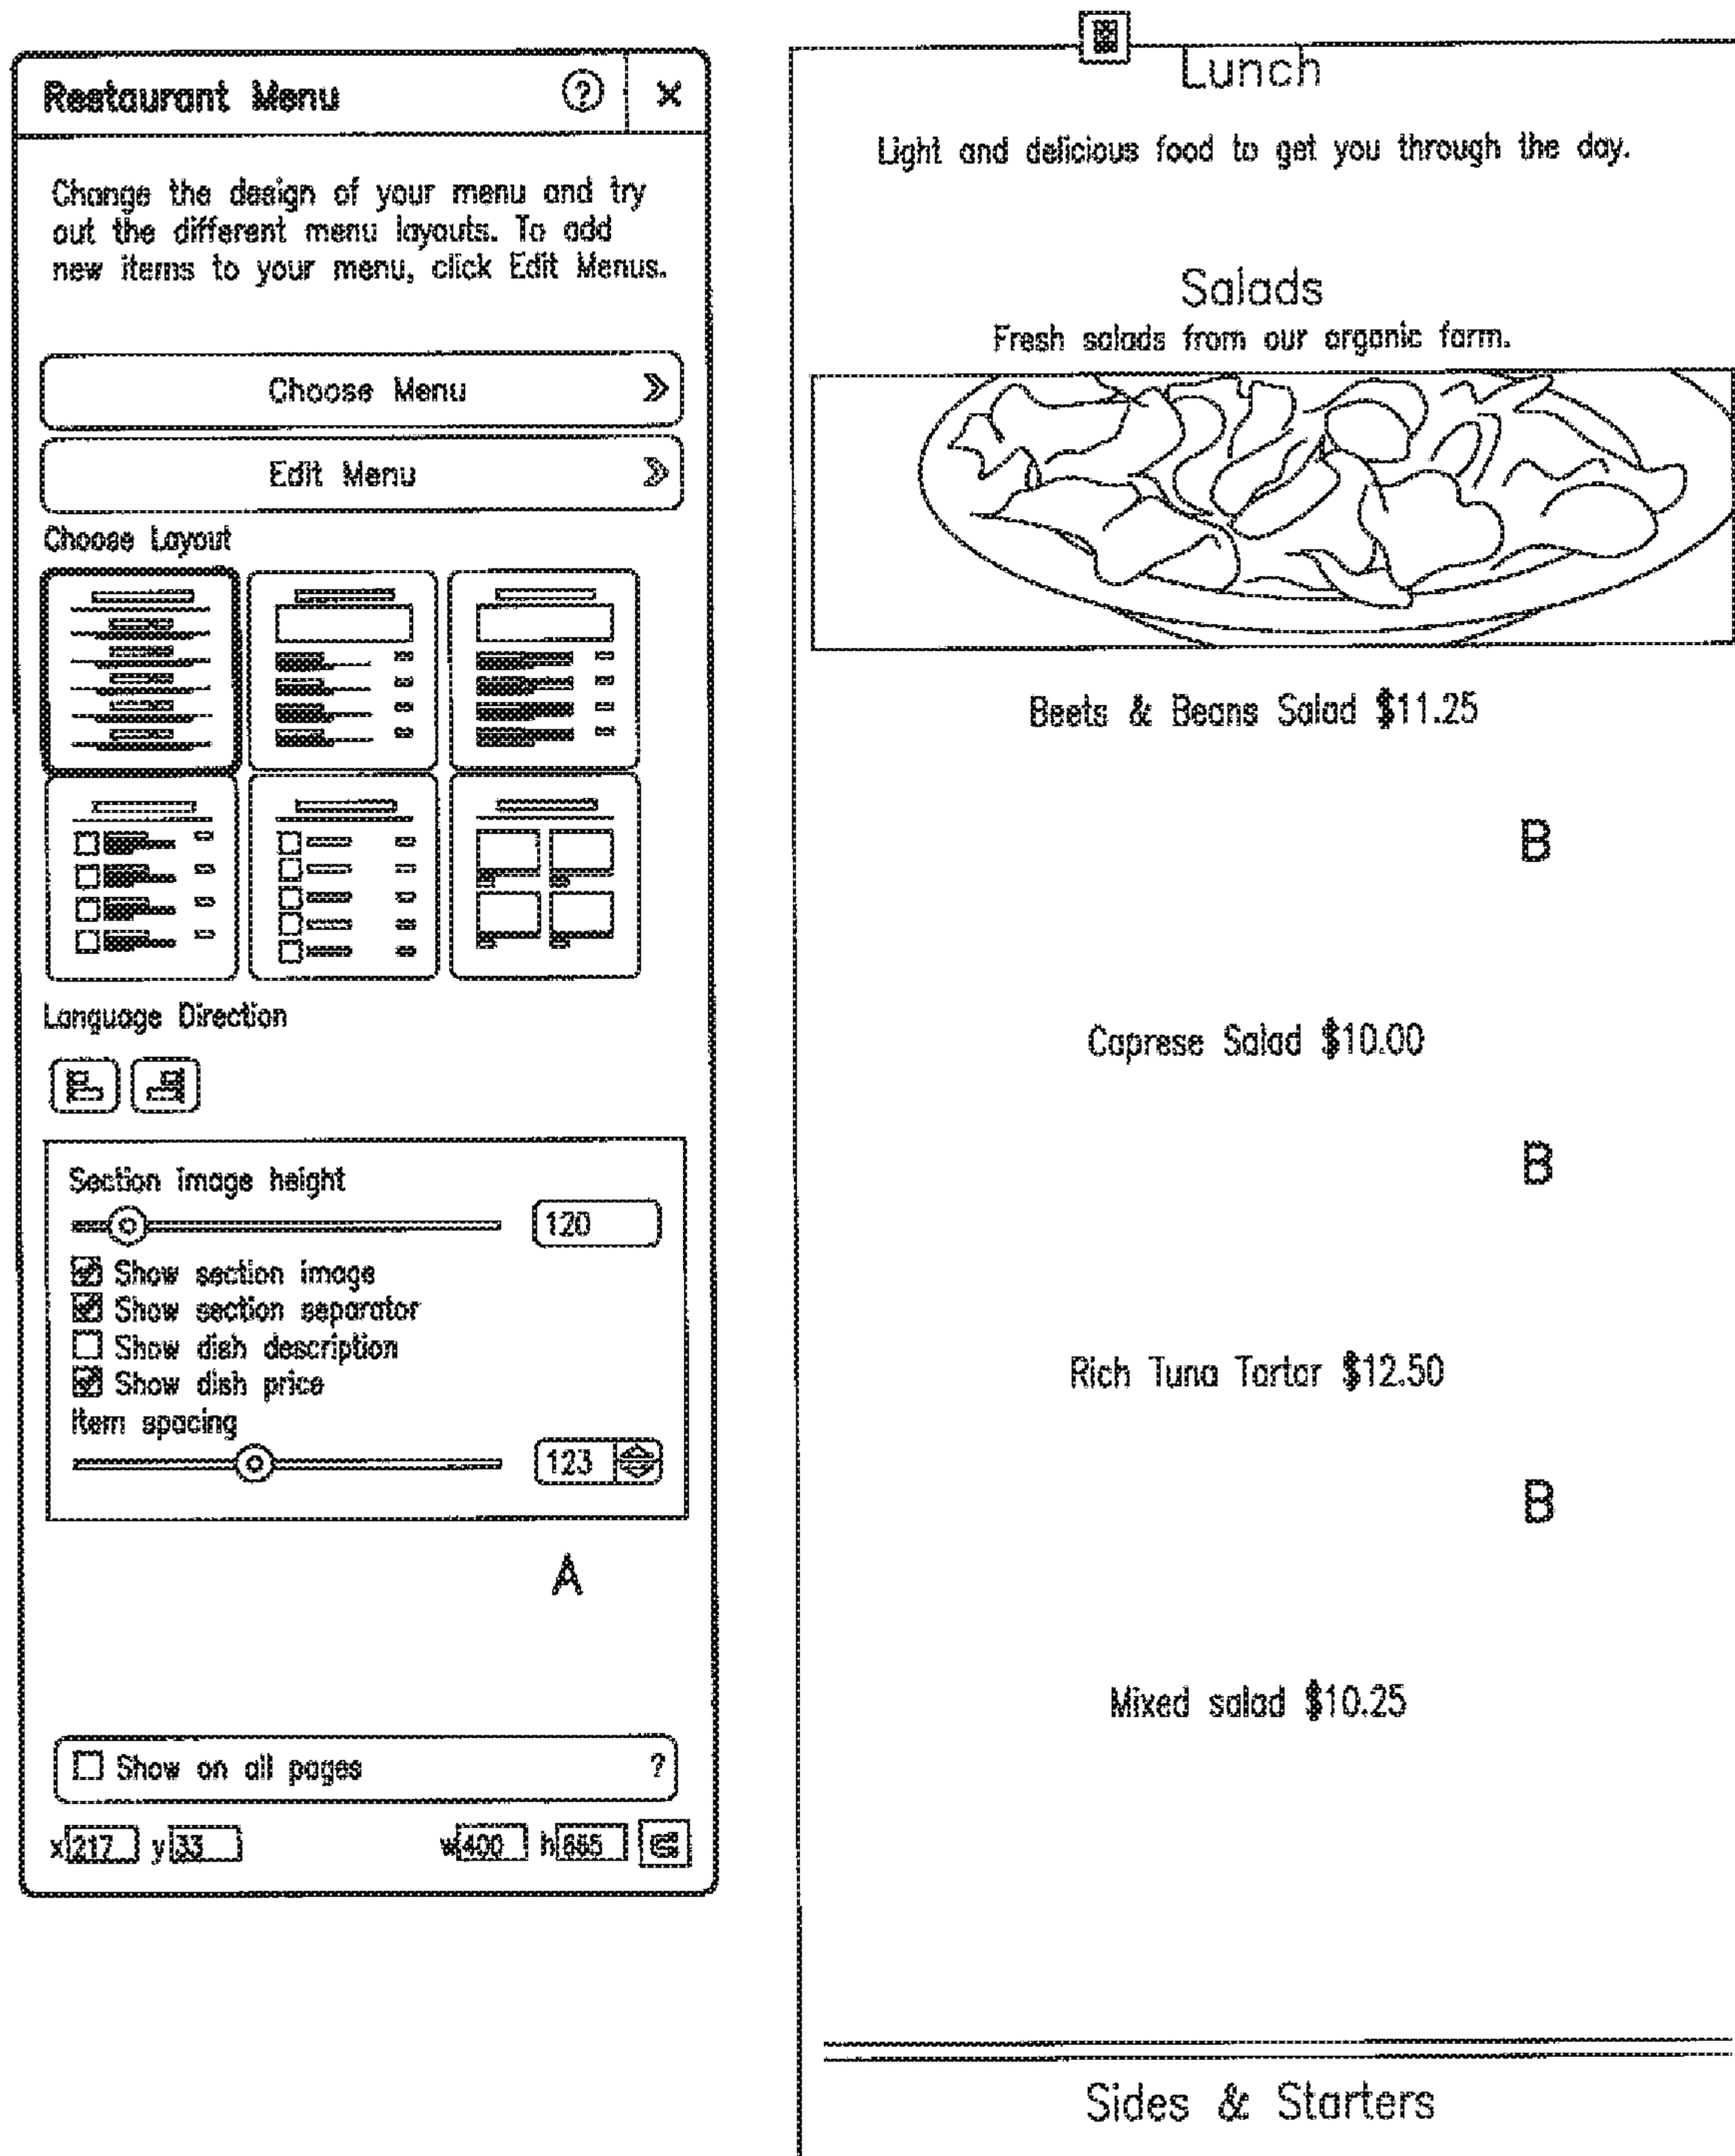 Restaurant Menu ? ×
Change the design of your menu and try
out the different menu layouts. To add
new items to your menu, click Edit Menus.
Choose Menu »
Edit Menu »
Choose Layout
Language Direction
Section image height
120
Show section image
Show section separator
Show dish description
Show dish price
Item spacing
123
A
Show on all pages ?
x 217 y 33 w 400 h 665
Lunch
Light and delicious food to get you through the day.
Salads
Fresh salads from our organic farm.
Beets & Beans Salad $11.25
B
Caprese Salad $10.00
B
Rich Tuna Tartar $12.50
B
Mixed salad $10.25
Sides & Starters